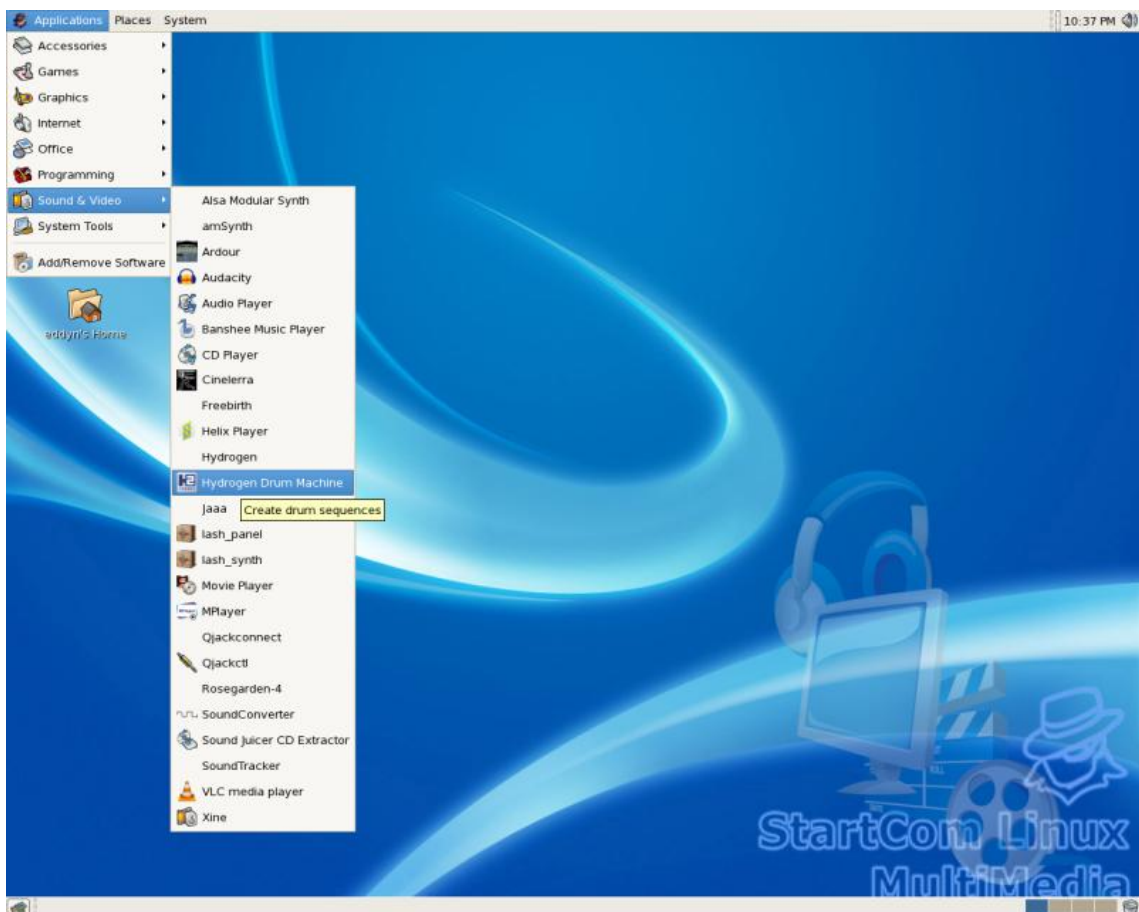 Applications Places System 10:37 PM
Accessories
Games
Graphics
Internet
Office
Programming
Sound & Video
System Tools
Add/Remove Software
eddyn's Home
Alsa Modular Synth
amSynth
Ardour
Audacity
Audio Player
Banshee Music Player
CD Player
Cinelerra
Freebirth
Helix Player
Hydrogen
Hydrogen Drum Machine
Jaaa
Create drum sequences
lash_panel
lash_synth
Movie Player
MPlayer
Qjackconnect
Qjackctl
Rosegarden-4
SoundConverter
Sound Juicer CD Extractor
SoundTracker
VLC media player
Xine
StartCom Linux
MultiMedia